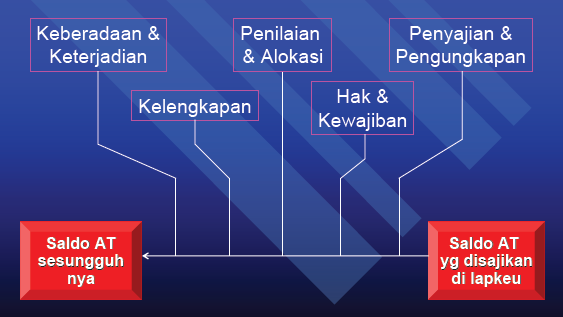 Keberadaan &
Keterjadian
Penilaian
& Alokasi
Penyajian &
Pengungkapan
Kelengkapan
Hak &
Kewajiban
Saldo AT
sesungguh
nya
Saldo AT
yg disajikan
di lapkeu